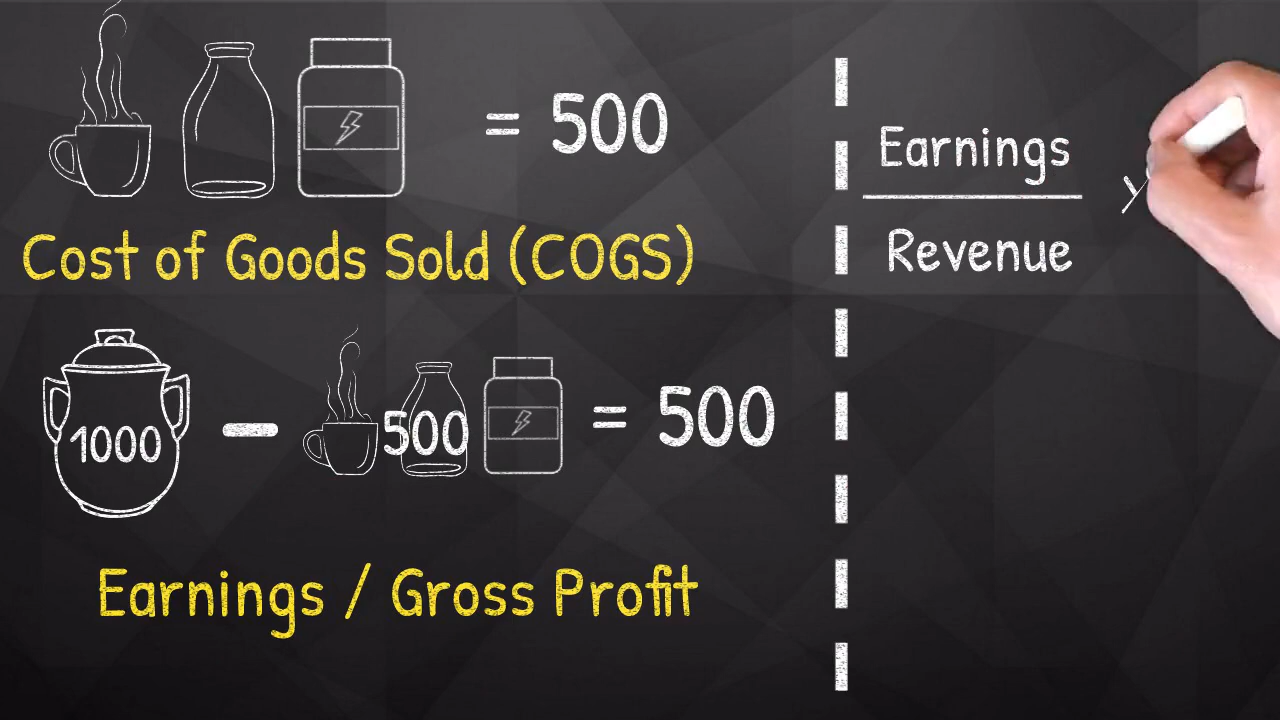 = 500
Cost of Goods Sold (COGS)
1000 - 500 = 500
Earnings / Gross Profit
Earnings
Revenue